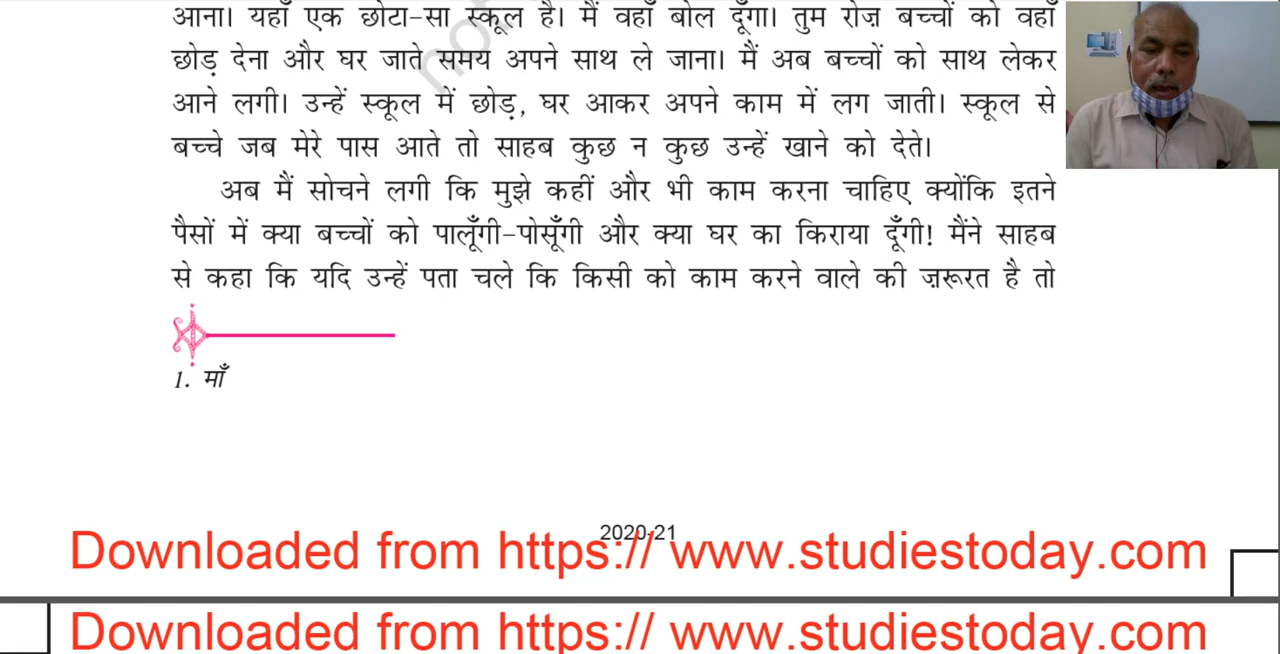 आना। यहाँ एक छोटा-सा स्कूल है। मैं वहाँ बोल दूँगा। तुम रोज़ बच्चों को वहाँ
छोड़ देना और घर जाते समय अपने साथ ले जाना। मैं अब बच्चों को साथ लेकर
आने लगी। उन्हें स्कूल में छोड़, घर आकर अपने काम में लग जाती। स्कूल से
बच्चे जब मेरे पास आते तो साहब कुछ न कुछ उन्हें खाने को देते।
अब मैं सोचने लगी कि मुझे कहीं और भी काम करना चाहिए क्योंकि इतने
पैसों में क्या बच्चों को पालूँगी-पोसूँगी और क्या घर का किराया दूँगी! मैंने साहब
से कहा कि यदि उन्हें पता चले कि किसी को काम करने वाले की ज़रूरत है तो
1. माँ
2020-21
Downloaded from https:// www.studiestoday.com
Downloaded from https:// www.studiestoday.com